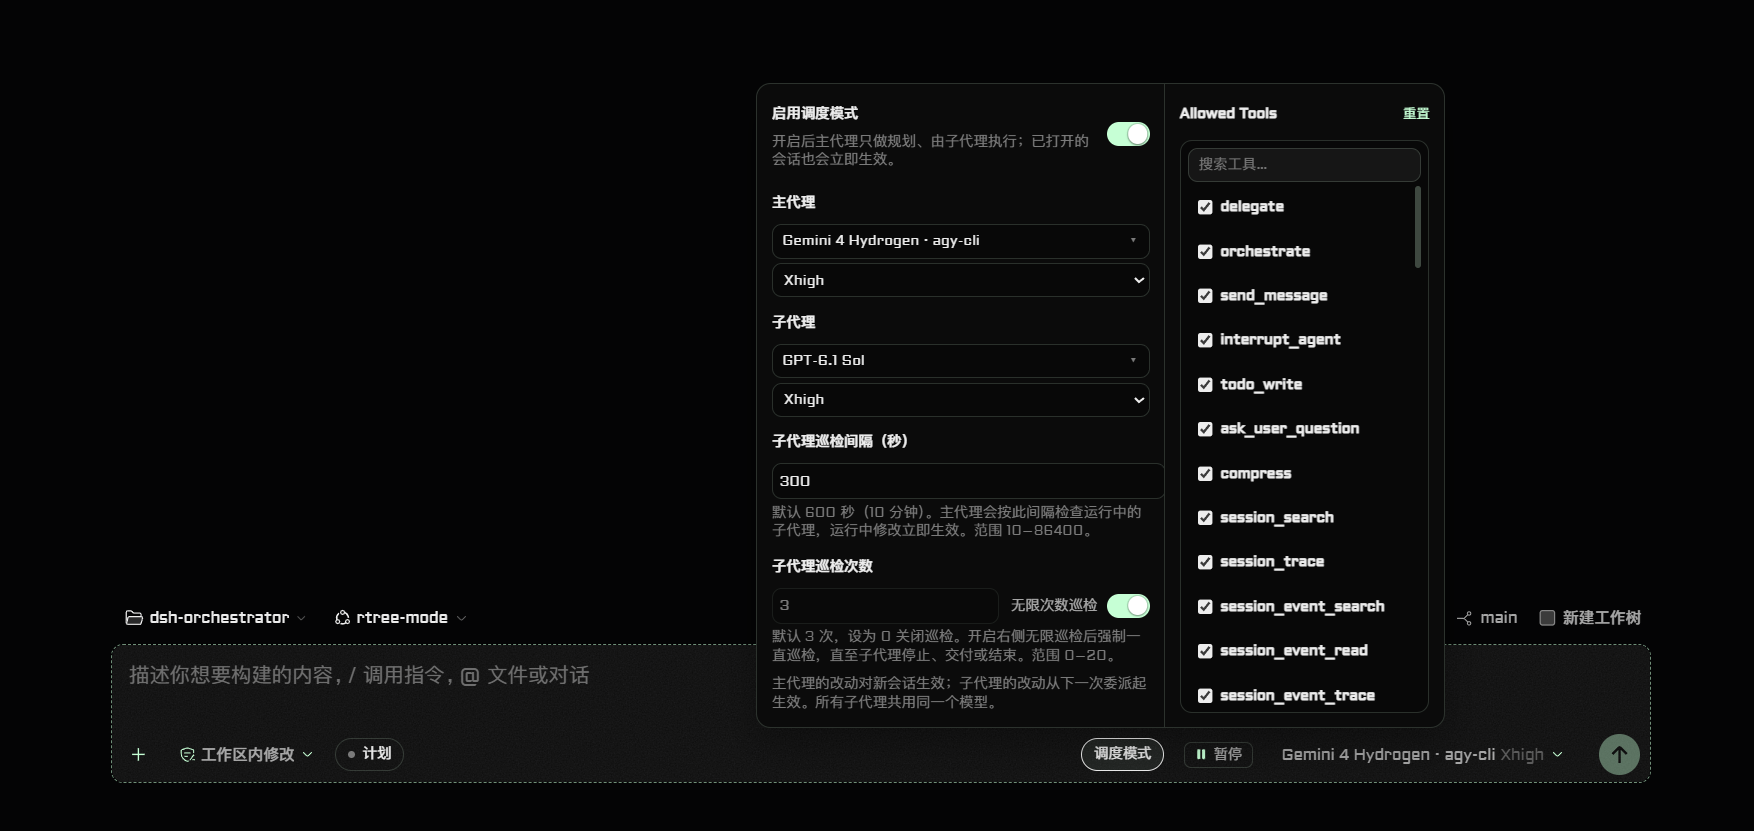 启用调度模式
开启后主代理只做规划、由子代理执行；已打开的
会话也会立即生效。
主代理
Gemini 4 Hydrogen · agy-cli
Xhigh
子代理
GPT-6.1 Sol
Xhigh
子代理巡检间隔（秒）
300
默认 600 秒（10 分钟）。主代理会按此间隔检查运行中的
子代理，运行中修改立即生效。范围 10–86400。
子代理巡检次数
3
无限次数巡检
默认 3 次，设为 0 关闭巡检。开启右侧无限巡检后强制一
直巡检，直至子代理停止、交付或结束。范围 0–20。
主代理的改动对新会话生效；子代理的改动从下一次委派起
生效。所有子代理共用同一个模型。
Allowed Tools
重置
搜索工具...
delegate
orchestrate
send_message
interrupt_agent
todo_write
ask_user_question
compress
session_search
session_trace
session_event_search
session_event_read
session_event_trace
dsh-orchestrator
rtree-mode
main
新建工作树
描述你想要构建的内容, / 调用指令, @ 文件或对话
工作区内修改
计划
调度模式
暂停
Gemini 4 Hydrogen · agy-cli Xhigh